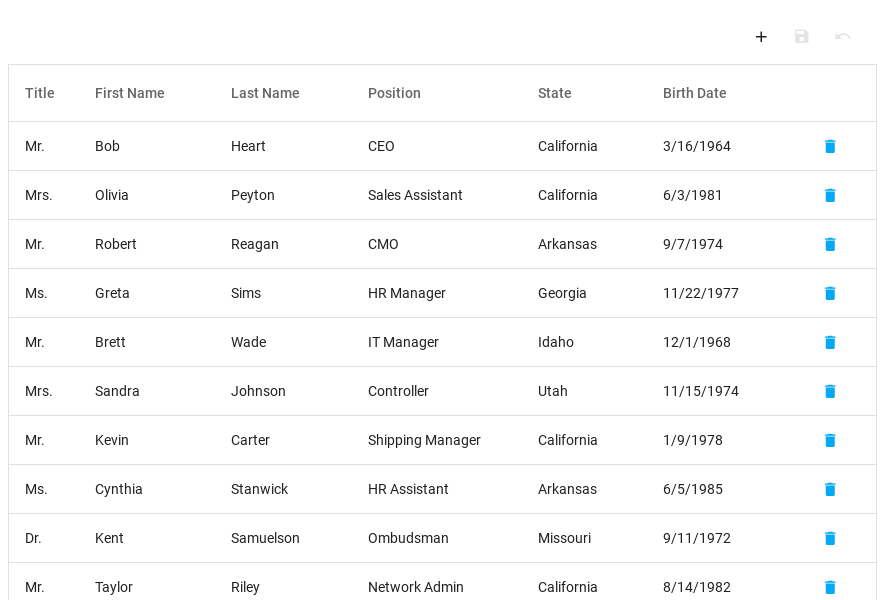 Title First Name Last Name Position State Birth Date
Mr. Bob Heart CEO California 3/16/1964
Mrs. Olivia Peyton Sales Assistant California 6/3/1981
Mr. Robert Reagan CMO Arkansas 9/7/1974
Ms. Greta Sims HR Manager Georgia 11/22/1977
Mr. Brett Wade IT Manager Idaho 12/1/1968
Mrs. Sandra Johnson Controller Utah 11/15/1974
Mr. Kevin Carter Shipping Manager California 1/9/1978
Ms. Cynthia Stanwick HR Assistant Arkansas 6/5/1985
Dr. Kent Samuelson Ombudsman Missouri 9/11/1972
Mr. Taylor Riley Network Admin California 8/14/1982